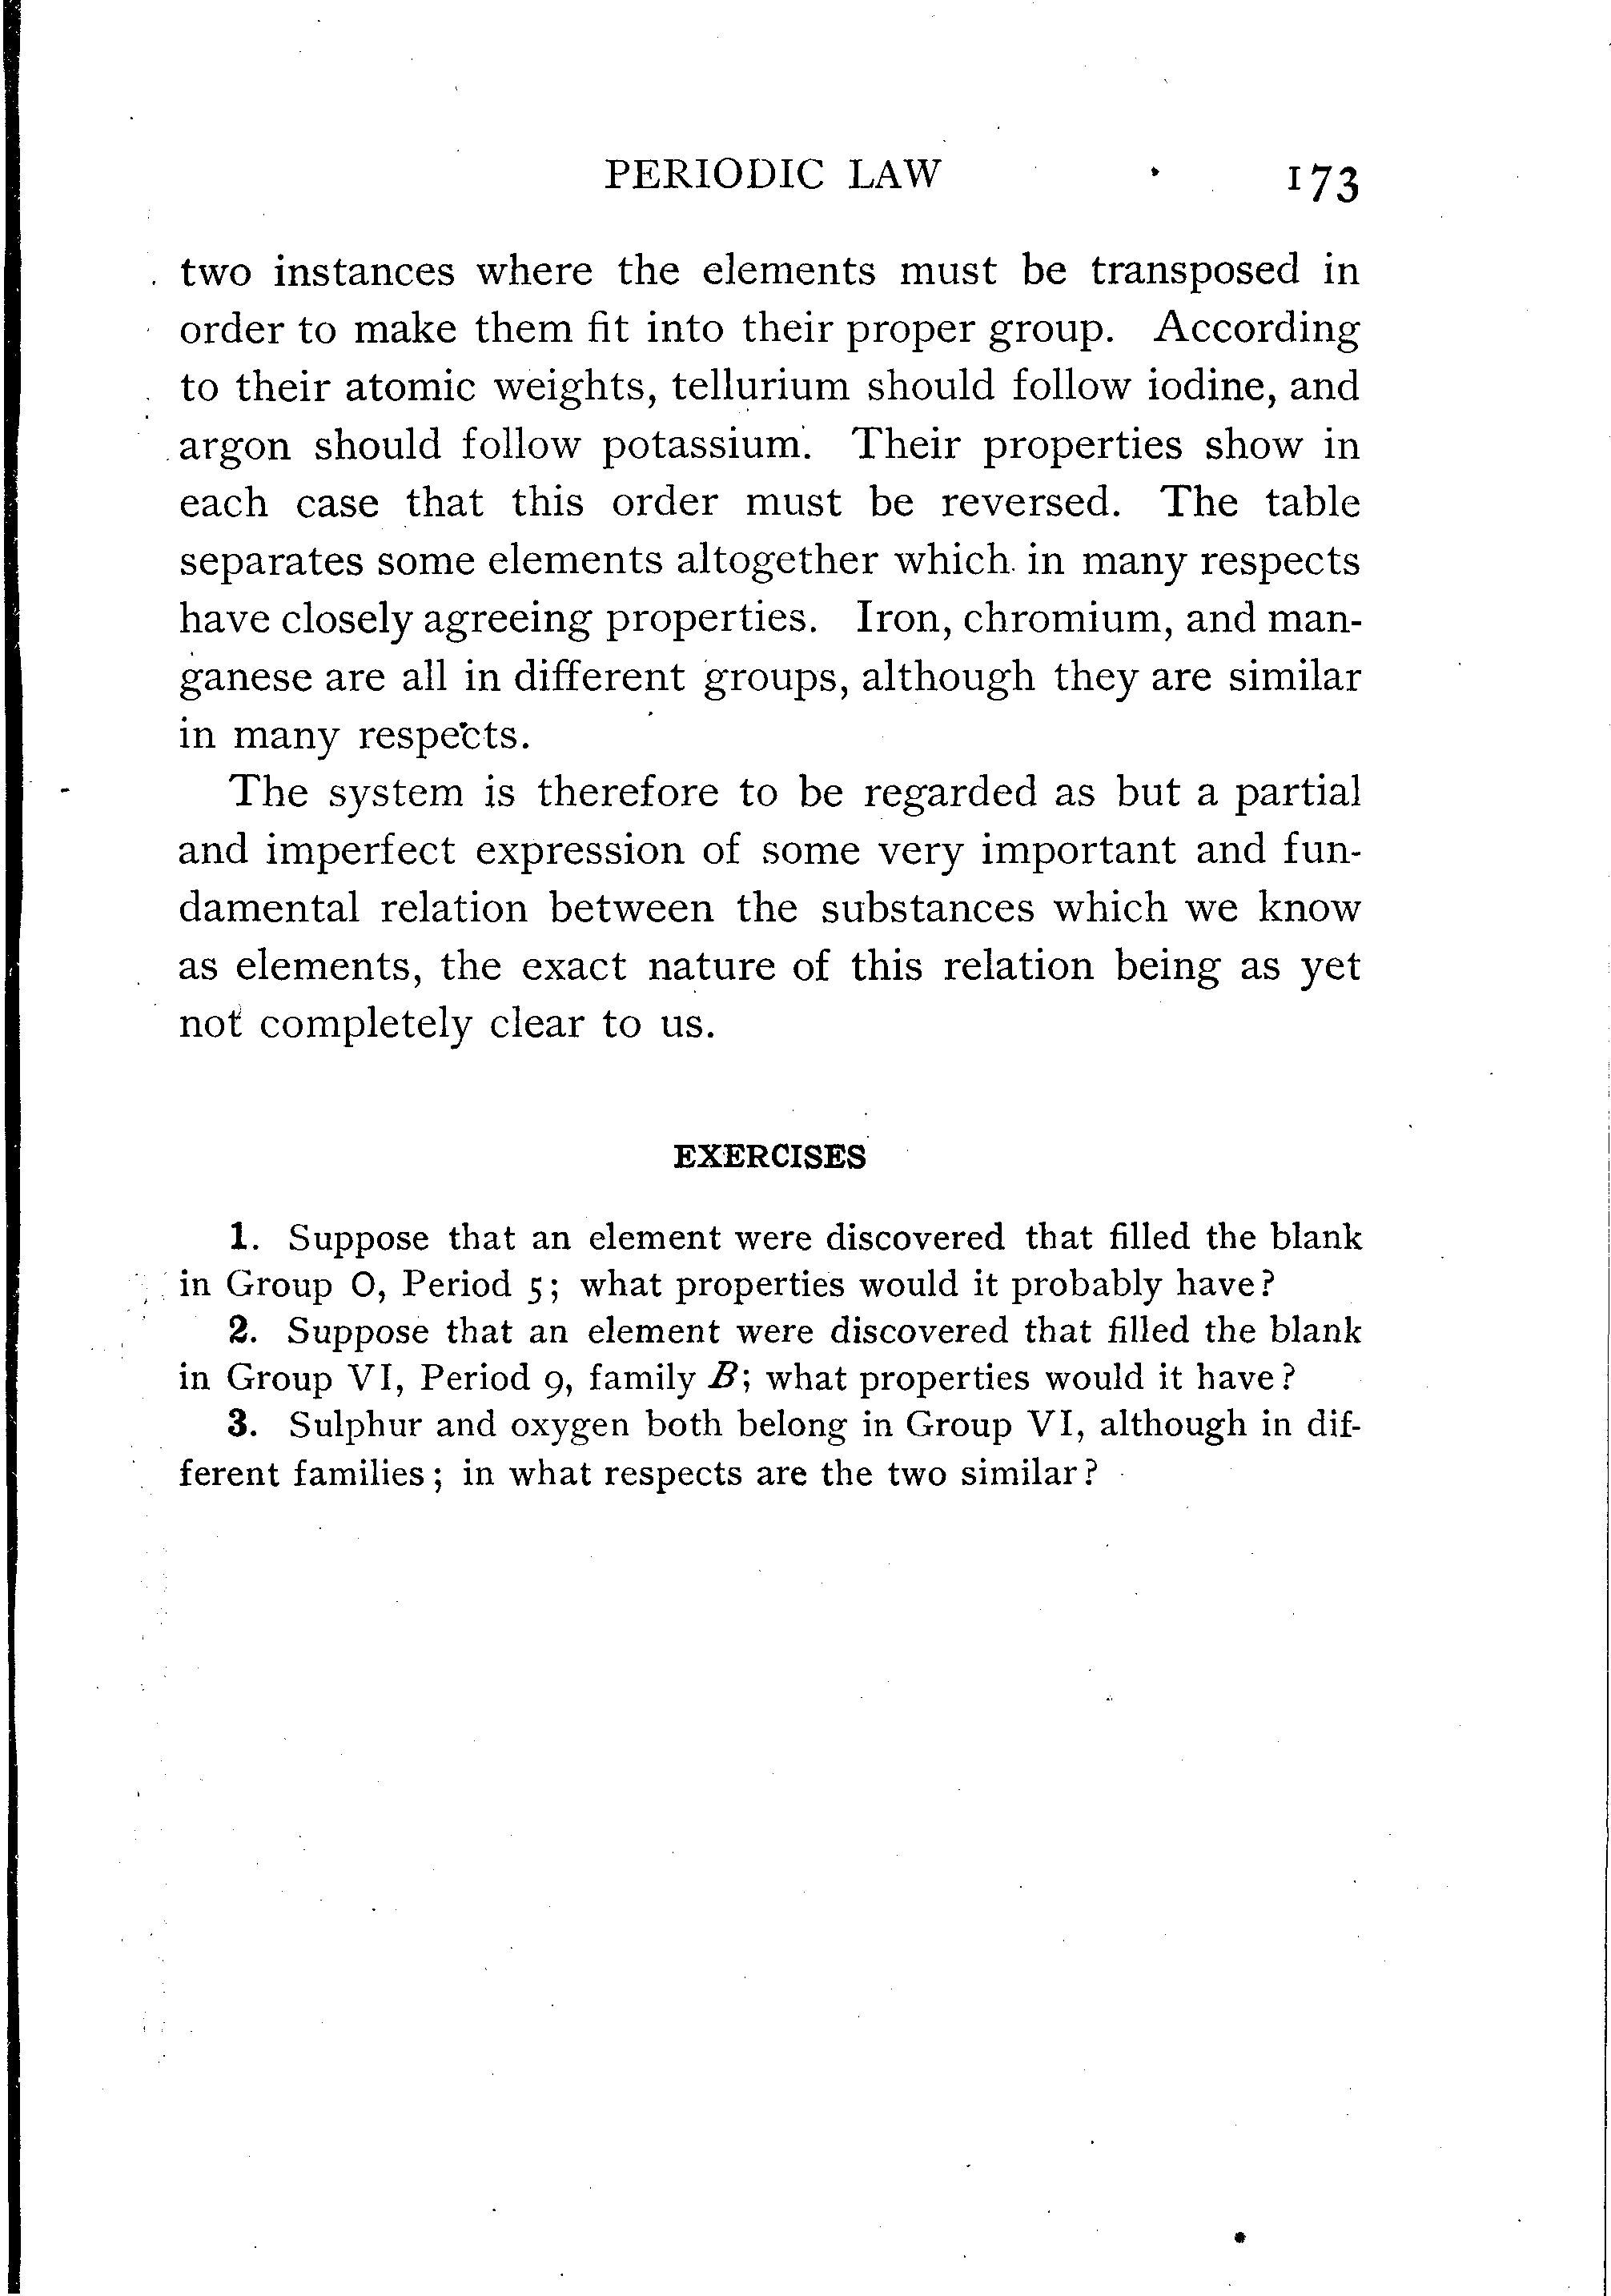 PERIODIC LAW 173
two instances where the elements must be transposed in
order to make them fit into their proper group. According
to their atomic weights, tellurium should follow iodine, and
argon should follow potassium. Their properties show in
each case that this order must be reversed. The table
separates some elements altogether which in many respects
have closely agreeing properties. Iron, chromium, and man-
ganese are all in different groups, although they are similar
in many respects.
The system is therefore to be regarded as but a partial
and imperfect expression of some very important and fun-
damental relation between the substances which we know
as elements, the exact nature of this relation being as yet
not completely clear to us.
EXERCISES
1. Suppose that an element were discovered that filled the blank
in Group O, Period 5; what properties would it probably have?
2. Suppose that an element were discovered that filled the blank
in Group VI, Period 9, family B; what properties would it have?
3. Sulphur and oxygen both belong in Group VI, although in dif-
ferent families; in what respects are the two similar?